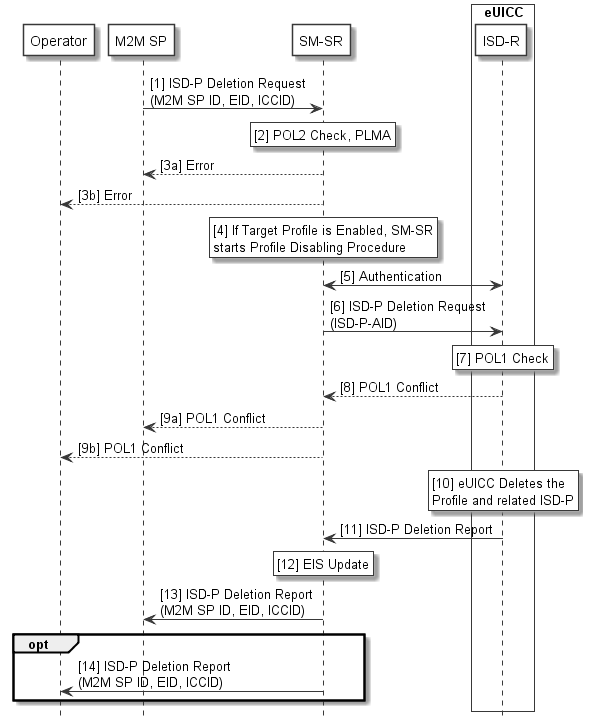 eUICC
Operator
M2M SP
SM-SR
ISD-R
[1] ISD-P Deletion Request
(M2M SP ID, EID, ICCID)
[2] POL2 Check, PLMA
[3a] Error
[3b] Error
[4] If Target Profile is Enabled, SM-SR
starts Profile Disabling Procedure
[5] Authentication
[6] ISD-P Deletion Request
(ISD-P-AID)
[7] POL1 Check
[8] POL1 Conflict
[9a] POL1 Conflict
[9b] POL1 Conflict
[10] eUICC Deletes the
Profile and related ISD-P
[11] ISD-P Deletion Report
[12] EIS Update
[13] ISD-P Deletion Report
(M2M SP ID, EID, ICCID)
opt
[14] ISD-P Deletion Report
(M2M SP ID, EID, ICCID)